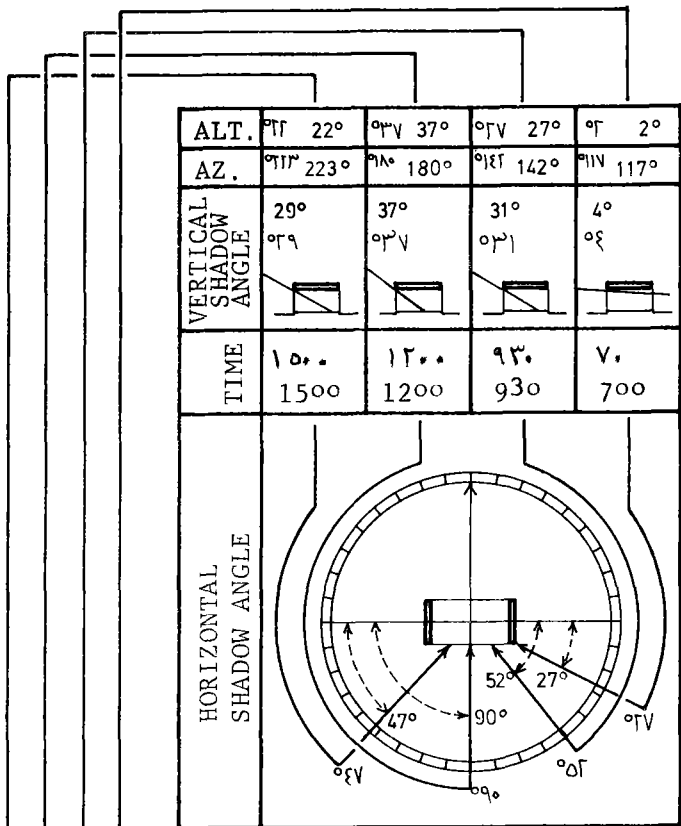 ALT. °٢٢ 22° °٣٧ 37° °٢٧ 27° °٢ 2°
AZ. °٢٢٣ 223° °١٨٠ 180° °١٤٢ 142° °١١٧ 117°
VERTICAL
SHADOW
ANGLE
29° 37° 31° 4°
°٢٩ °٣٧ °٣١ °٤
TIME
١٥٠٠ ١٢٠٠ ٩٣٠ ٧٠
1500 1200 930 700
HORIZONTAL
SHADOW ANGLE
52° 27°
47° 90°
°٢٧
°٤٧ °٥٢
°٩٠